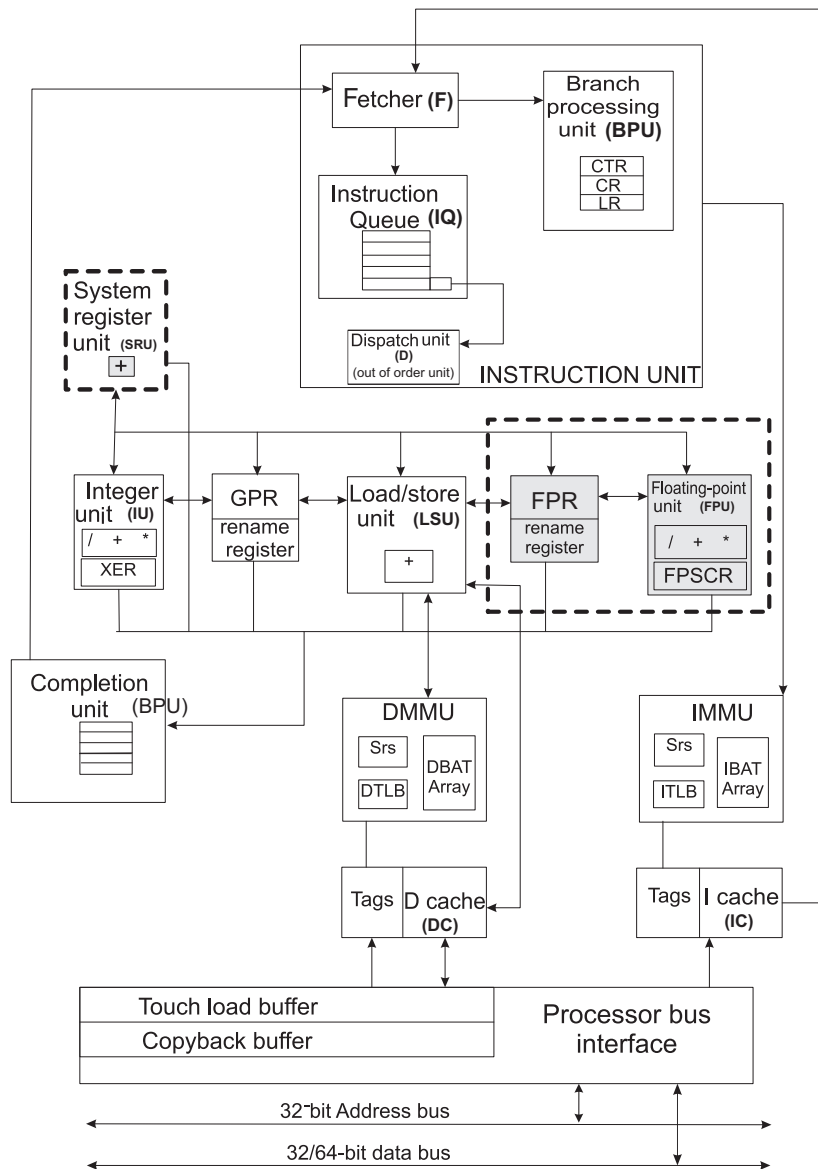 Fetcher (F)
Branch
processing
unit (BPU)
CTR
CR
LR
Instruction
Queue (IQ)
Dispatch unit
(D)
(out of order unit)
INSTRUCTION UNIT
System
register
unit (SRU)
+
Integer
unit (IU)
/ + *
XER
GPR
rename
register
Load/store
unit (LSU)
+
FPR
rename
register
Floating-point
unit (FPU)
/ + *
FPSCR
Completion
unit (BPU)
DMMU
Srs
DTLB
DBAT
Array
IMMU
Srs
ITLB
IBAT
Array
Tags
D cache
(DC)
Tags
I cache
(IC)
Touch load buffer
Copyback buffer
Processor bus
interface
32-bit Address bus
32/64-bit data bus